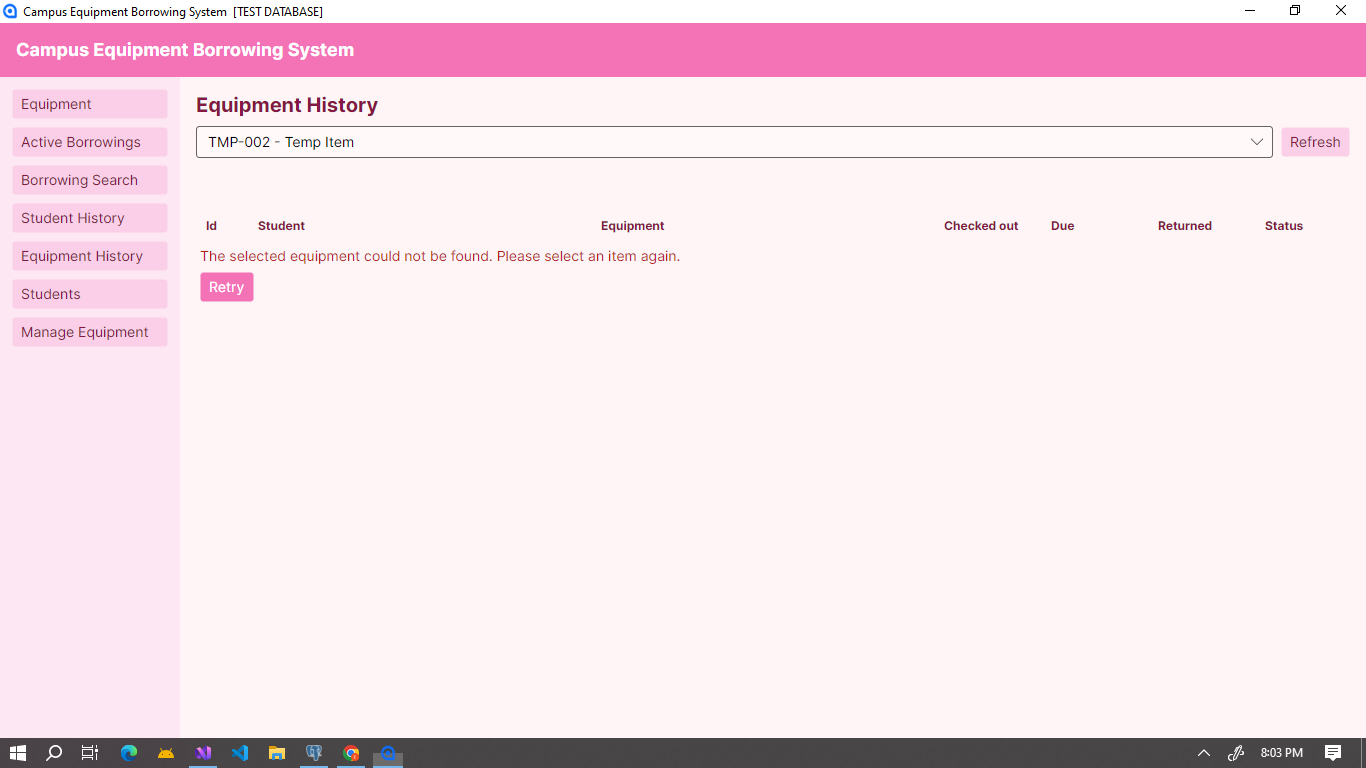 Campus Equipment Borrowing System [TEST DATABASE]
Campus Equipment Borrowing System
Equipment
Active Borrowings
Borrowing Search
Student History
Equipment History
Students
Manage Equipment
Equipment History
TMP-002 - Temp Item
Refresh
Id Student Equipment Checked out Due Returned Status
The selected equipment could not be found. Please select an item again.
Retry
8:03 PM